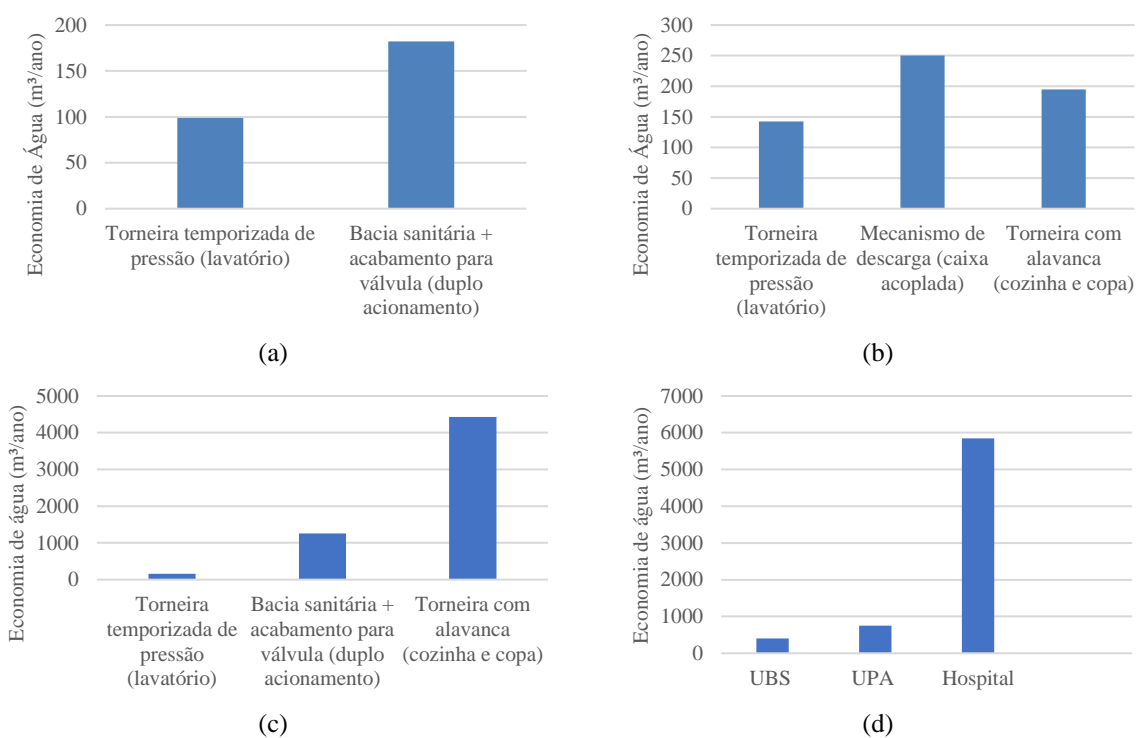 Economia de Água (m³/ano)
200
150
100
50
0
Torneira temporizada de
pressão (lavatório)
Bacia sanitária +
acabamento para
válvula (duplo
acionamento)
(a)
Economia de Água (m³/ano)
300
250
200
150
100
50
0
Torneira
temporizada de
pressão
(lavatório)
Mecanismo de
descarga (caixa
acoplada)
Torneira com
alavanca
(cozinha e copa)
(b)
Economia de água (m³/ano)
5000
4000
3000
2000
1000
0
Torneira
temporizada de
pressão
(lavatório)
Bacia sanitária +
acabamento para
válvula (duplo
acionamento)
Torneira com
alavanca
(cozinha e copa)
(c)
Economia de água (m³/ano)
7000
6000
5000
4000
3000
2000
1000
0
UBS
UPA
Hospital
(d)